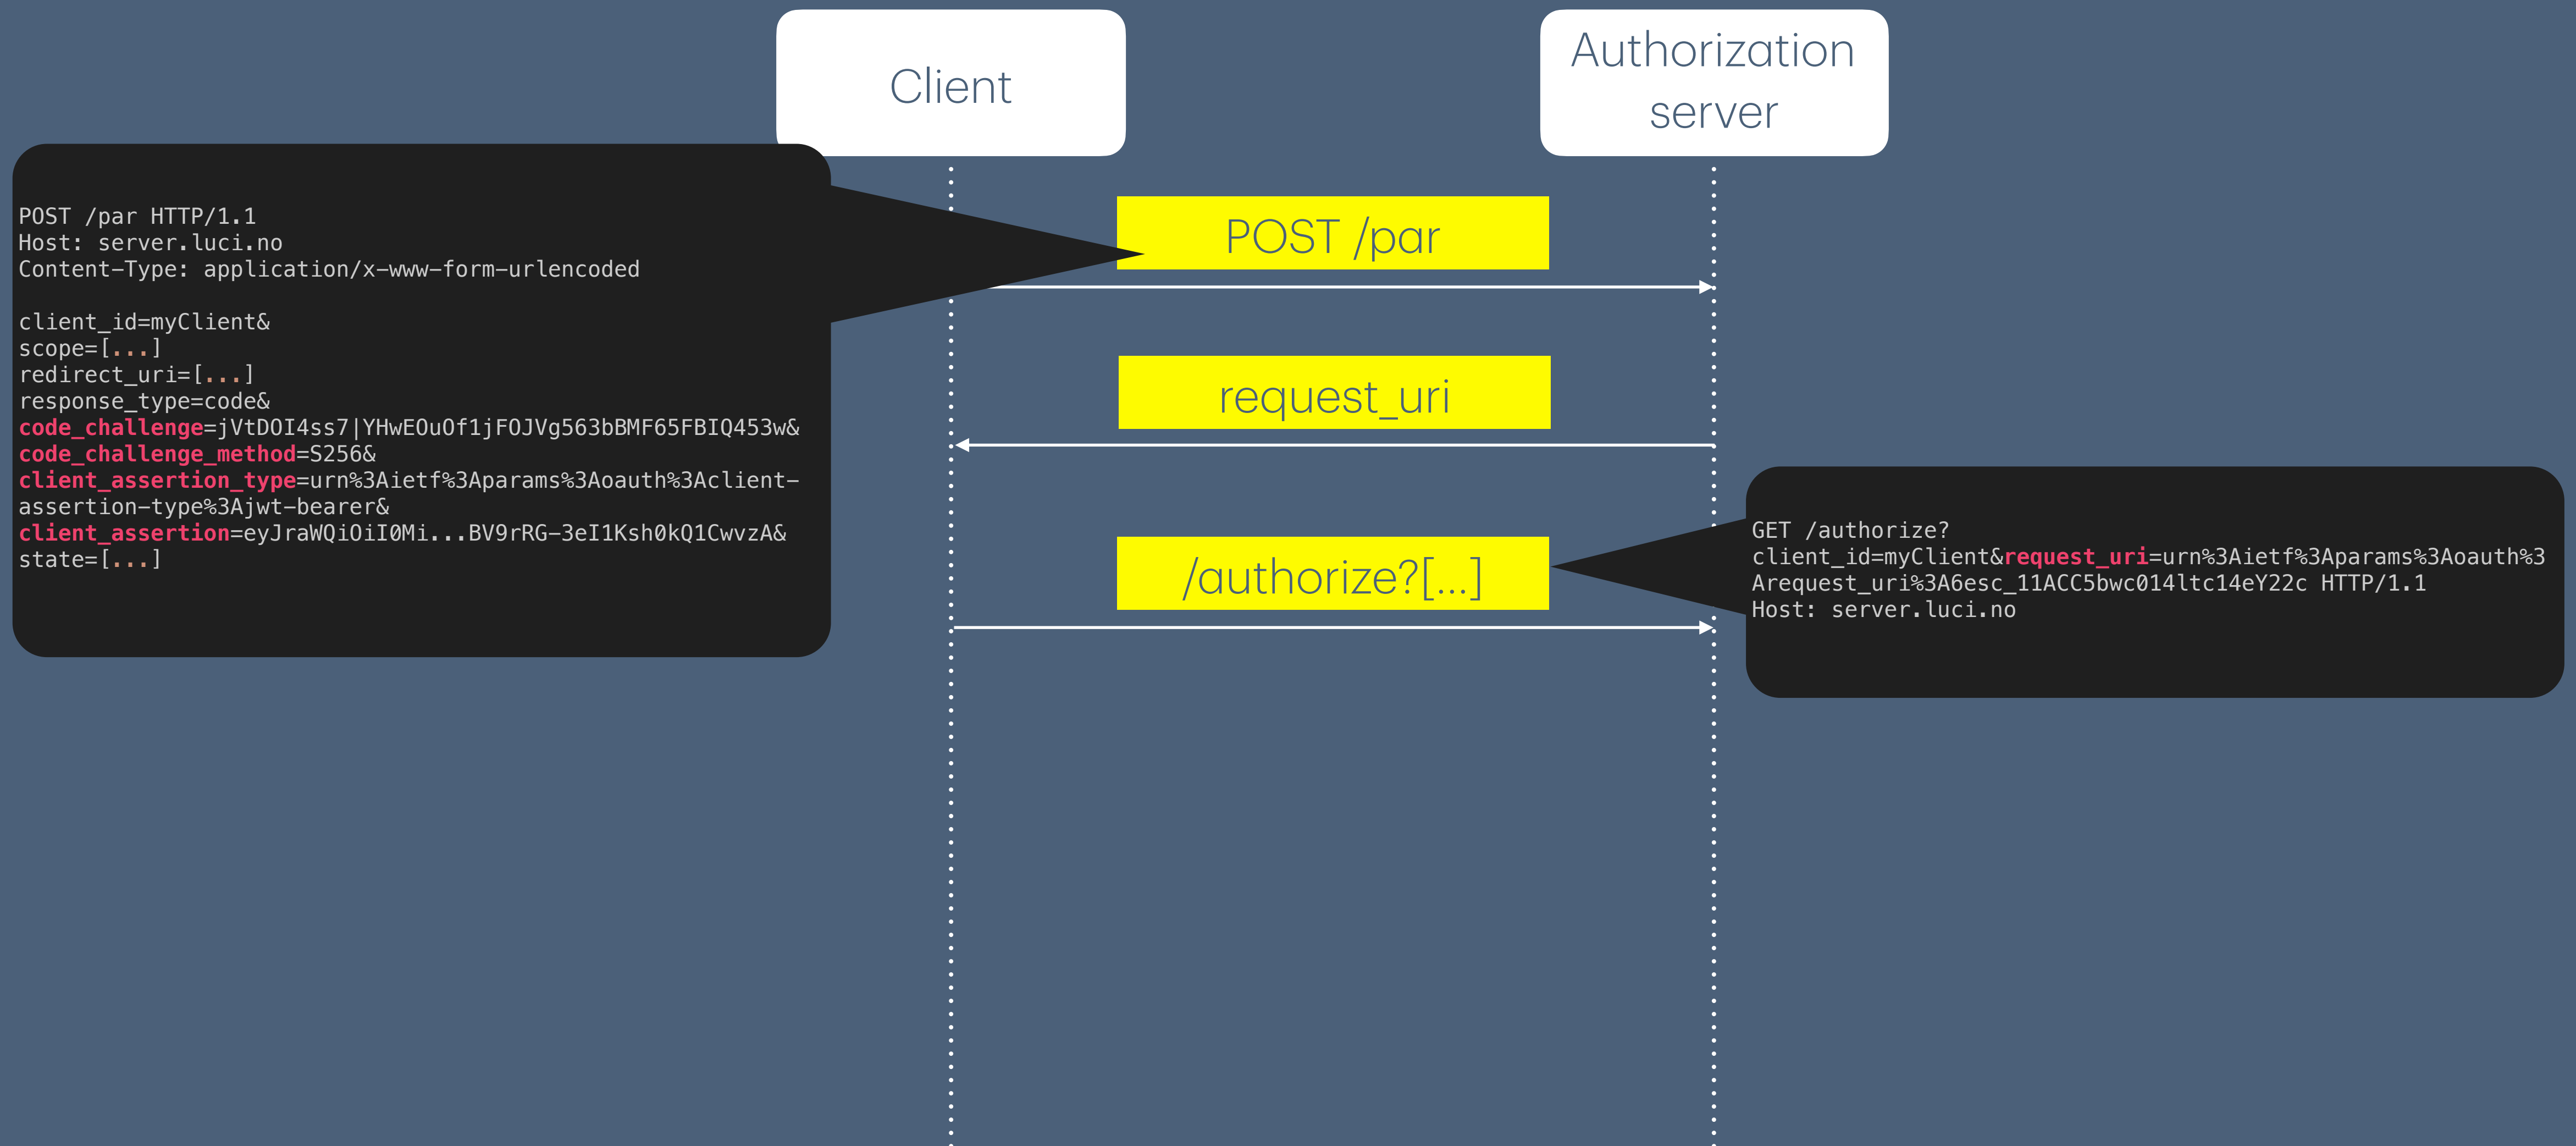 Client
Authorization
server
POST /par HTTP/1.1
Host: server.luci.no
Content-Type: application/x-www-form-urlencoded
client_id=myClient&
scope=[...]
redirect_uri=[...]
response_type=code&
code_challenge=jVtDOI4ss7|YHwEOuOf1jFOJVg563bBMF65FBIQ453w&
code_challenge_method=S256&
client_assertion_type=urn%3Aietf%3Aparams%3Aoauth%3Aclient-
assertion-type%3Ajwt-bearer&
client_assertion=eyJraWQiOiI0Mi...BV9rRG-3eI1Ksh0kQ1CwvzA&
state=[...]
POST /par
request_uri
/authorize?[...]
GET /authorize?
client_id=myClient&request_uri=urn%3Aietf%3Aparams%3Aoauth%3
Arequest_uri%3A6esc_11ACC5bwc014ltc14eY22c HTTP/1.1
Host: server.luci.no